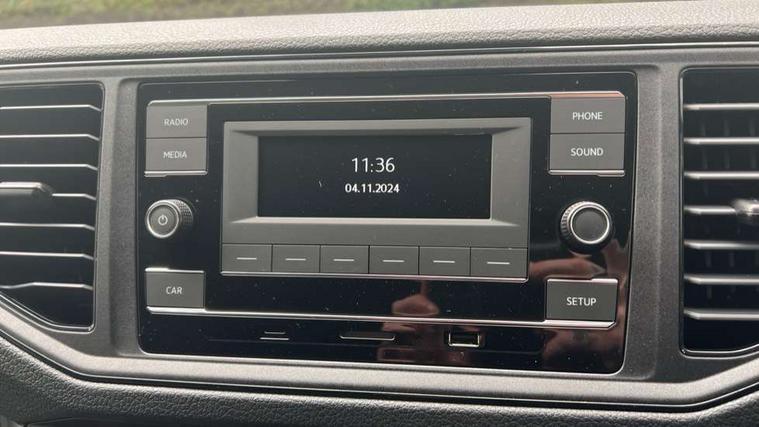 RADIO
MEDIA
11:36
04.11.2024
PHONE
SOUND
CAR
SETUP